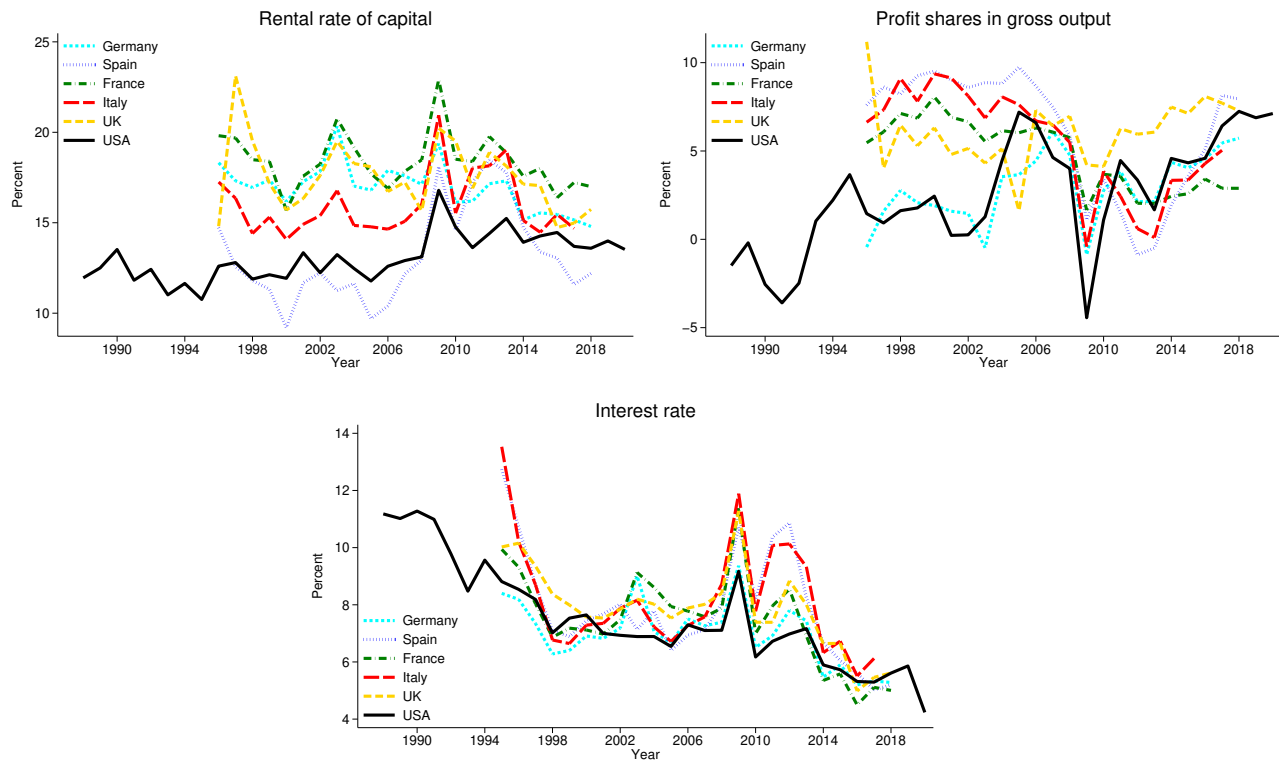 Rental rate of capital
25
20
15
10
Percent
Germany
Spain
France
Italy
UK
USA
1990 1994 1998 2002 2006 2010 2014 2018
Year
Profit shares in gross output
10
5
0
−5
Percent
Germany
Spain
France
Italy
UK
USA
1990 1994 1998 2002 2006 2010 2014 2018
Year
Interest rate
14
12
10
8
6
4
Percent
Germany
Spain
France
Italy
UK
USA
1990 1994 1998 2002 2006 2010 2014 2018
Year